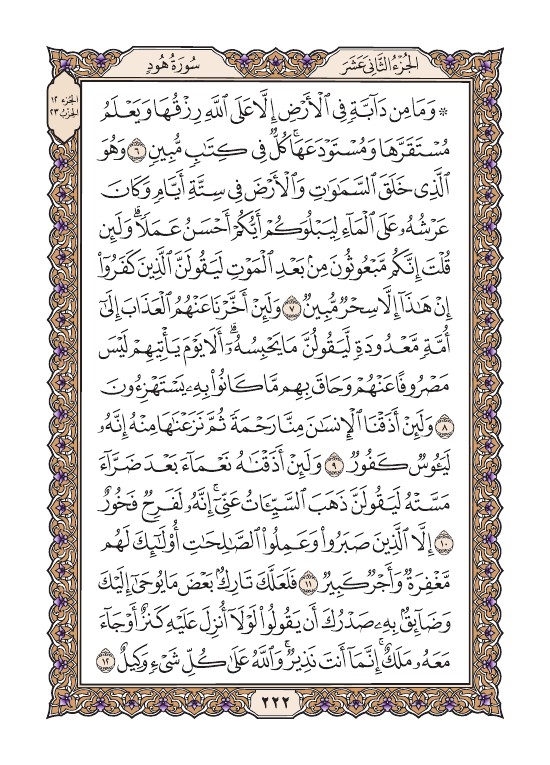 الجُزءُ الثَّانِي عَشَرَ
سُورَةُ هُودٍ
الجزء ١٢
الحزب ٢٣
۞ وَمَا مِن دَآبَّةٖ فِي ٱلۡأَرۡضِ إِلَّا عَلَى ٱللَّهِ رِزۡقُهَا وَيَعۡلَمُ
مُسۡتَقَرَّهَا وَمُسۡتَوۡدَعَهَاۚ كُلّٞ فِي كِتَٰبٖ مُّبِينٖ ٦ وَهُوَ
ٱلَّذِي خَلَقَ ٱلسَّمَٰوَٰتِ وَٱلۡأَرۡضَ فِي سِتَّةِ أَيَّامٖ وَكَانَ
عَرۡشُهُۥ عَلَى ٱلۡمَآءِ لِيَبۡلُوَكُمۡ أَيُّكُمۡ أَحۡسَنُ عَمَلٗاۗ وَلَئِن
قُلۡتَ إِنَّكُم مَّبۡعُوثُونَ مِنۢ بَعۡدِ ٱلۡمَوۡتِ لَيَقُولَنَّ ٱلَّذِينَ كَفَرُوٓاْ
إِنۡ هَٰذَآ إِلَّا سِحۡرٞ مُّبِينٞ ٧ وَلَئِنۡ أَخَّرۡنَا عَنۡهُمُ ٱلۡعَذَابَ إِلَىٰٓ
أُمَّةٖ مَّعۡدُودَةٖ لَّيَقُولُنَّ مَا يَحۡبِسُهُۥٓۗ أَلَا يَوۡمَ يَأۡتِيهِمۡ لَيۡسَ
مَصۡرُوفًا عَنۡهُمۡ وَحَاقَ بِهِم مَّا كَانُواْ بِهِۦ يَسۡتَهۡزِءُونَ
٨ وَلَئِنۡ أَذَقۡنَا ٱلۡإِنسَٰنَ مِنَّا رَحۡمَةٗ ثُمَّ نَزَعۡنَٰهَا مِنۡهُ إِنَّهُۥ
لَيَـُٔوسٞ كَفُورٞ ٩ وَلَئِنۡ أَذَقۡنَٰهُ نَعۡمَآءَ بَعۡدَ ضَرَّآءَ
مَسَّتۡهُ لَيَقُولَنَّ ذَهَبَ ٱلسَّيِّـَٔاتُ عَنِّيٓۚ إِنَّهُۥ لَفَرِحٞ فَخُورٌ
١٠ إِلَّا ٱلَّذِينَ صَبَرُواْ وَعَمِلُواْ ٱلصَّٰلِحَٰتِ أُوْلَٰٓئِكَ لَهُم
مَّغۡفِرَةٞ وَأَجۡرٞ كَبِيرٞ ١١ فَلَعَلَّكَ تَارِكُۢ بَعۡضَ مَا يُوحَىٰٓ إِلَيۡكَ
وَضَآئِقُۢ بِهِۦ صَدۡرُكَ أَن يَقُولُواْ لَوۡلَآ أُنزِلَ عَلَيۡهِ كَنزٌ أَوۡ جَآءَ
مَعَهُۥ مَلَكٌۚ إِنَّمَآ أَنتَ نَذِيرٞۚ وَٱللَّهُ عَلَىٰ كُلِّ شَيۡءٖ وَكِيلٌ ١٢
٢٢٢